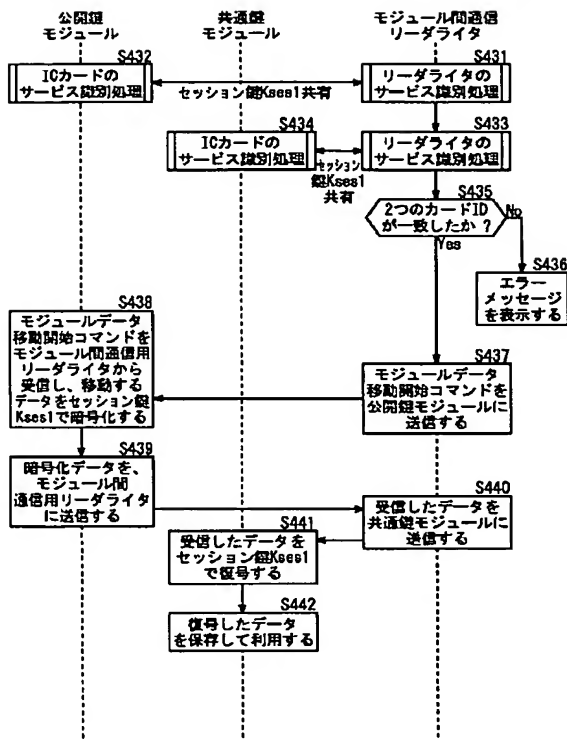 公開鍵
モジュール
共通鍵
モジュール
モジュール間通信
リーダライタ
S432
ICカードの
サービス識別処理
セッション鍵Kses1共有
S431
リーダライタの
サービス識別処理
S434
ICカードの
サービス識別処理
セッション
鍵Kses1
共有
S433
リーダライタの
サービス識別処理
S435
2つのカードID
が一致したか ?
No
Yes
S436
エラー
メッセージ
を表示する
S438
モジュールデータ
移動開始コマンドを
モジュール間通信用
リーダライタから
受信し、移動する
データをセッション鍵
Kses1で暗号化する
S437
モジュールデータ
移動開始コマンドを
公開鍵モジュールに
送信する
S439
暗号化データを、
モジュール間
通信用リーダライタ
に送信する
S440
受信したデータを
共通鍵モジュールに
送信する
S441
受信したデータを
セッション鍵Kses1
で復号する
S442
復号したデータ
を保存して利用する